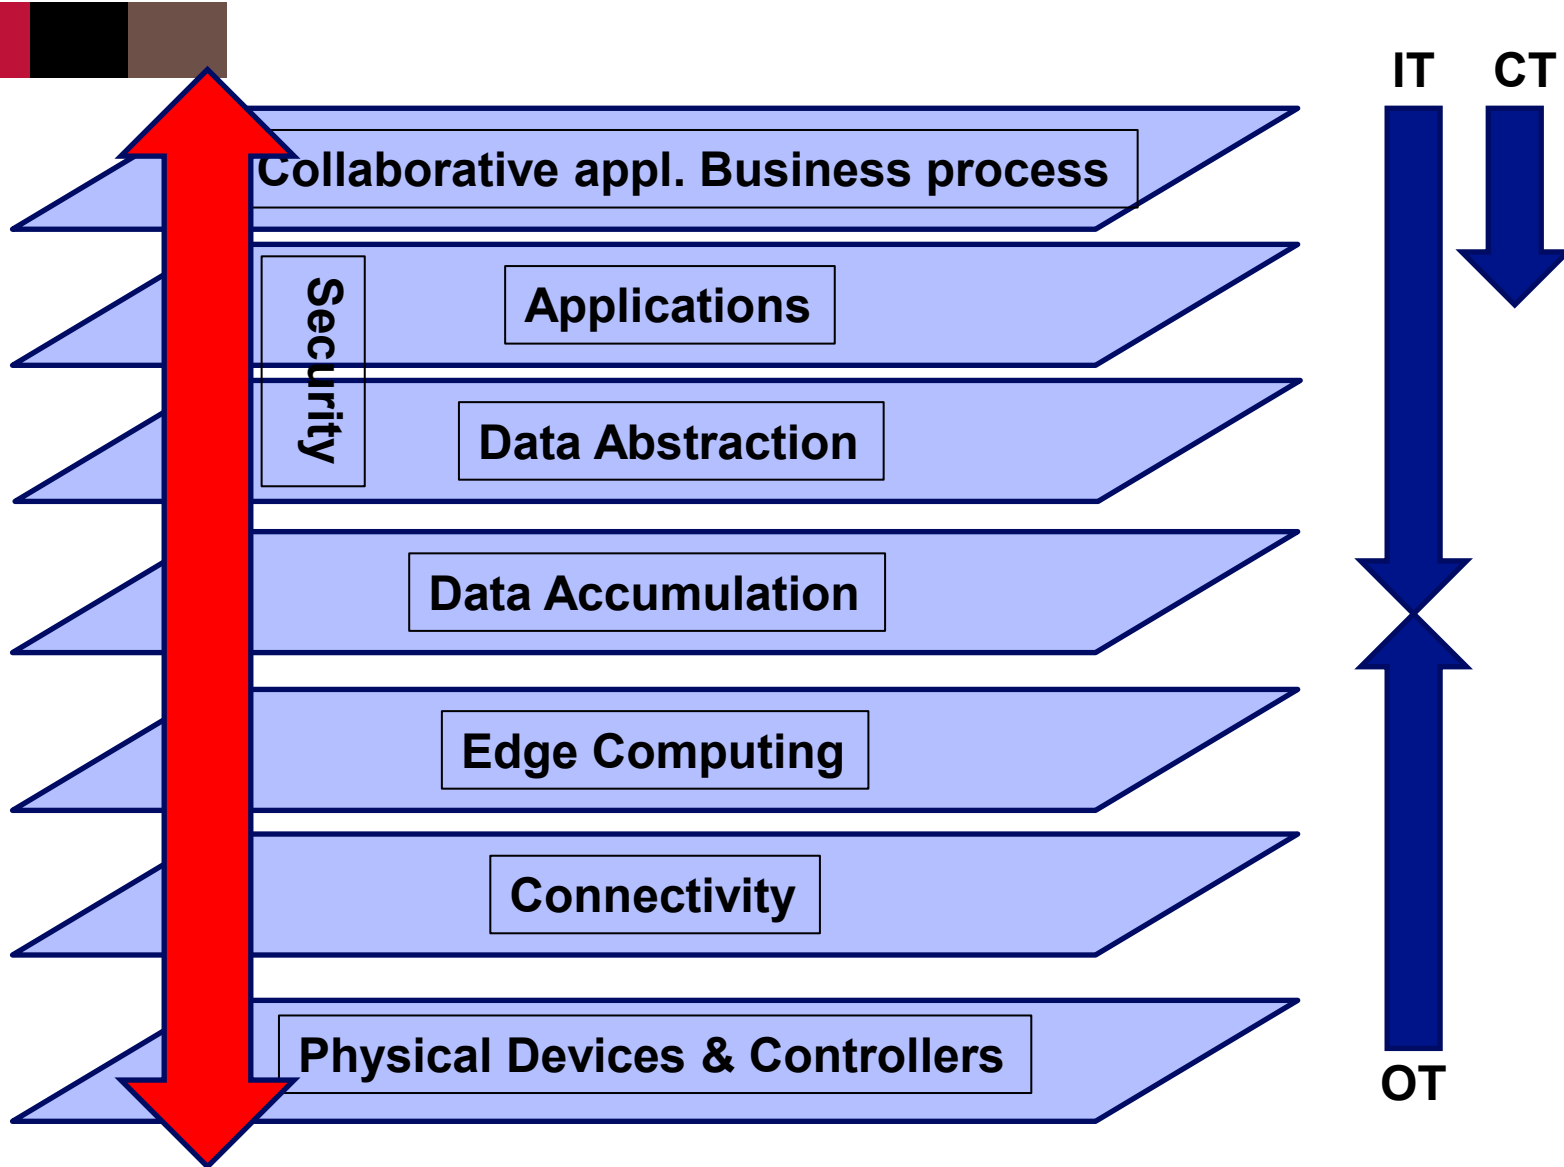 IT CT
Collaborative appl. Business process
Security
Applications
Data Abstraction
Data Accumulation
Edge Computing
Connectivity
Physical Devices & Controllers
OT